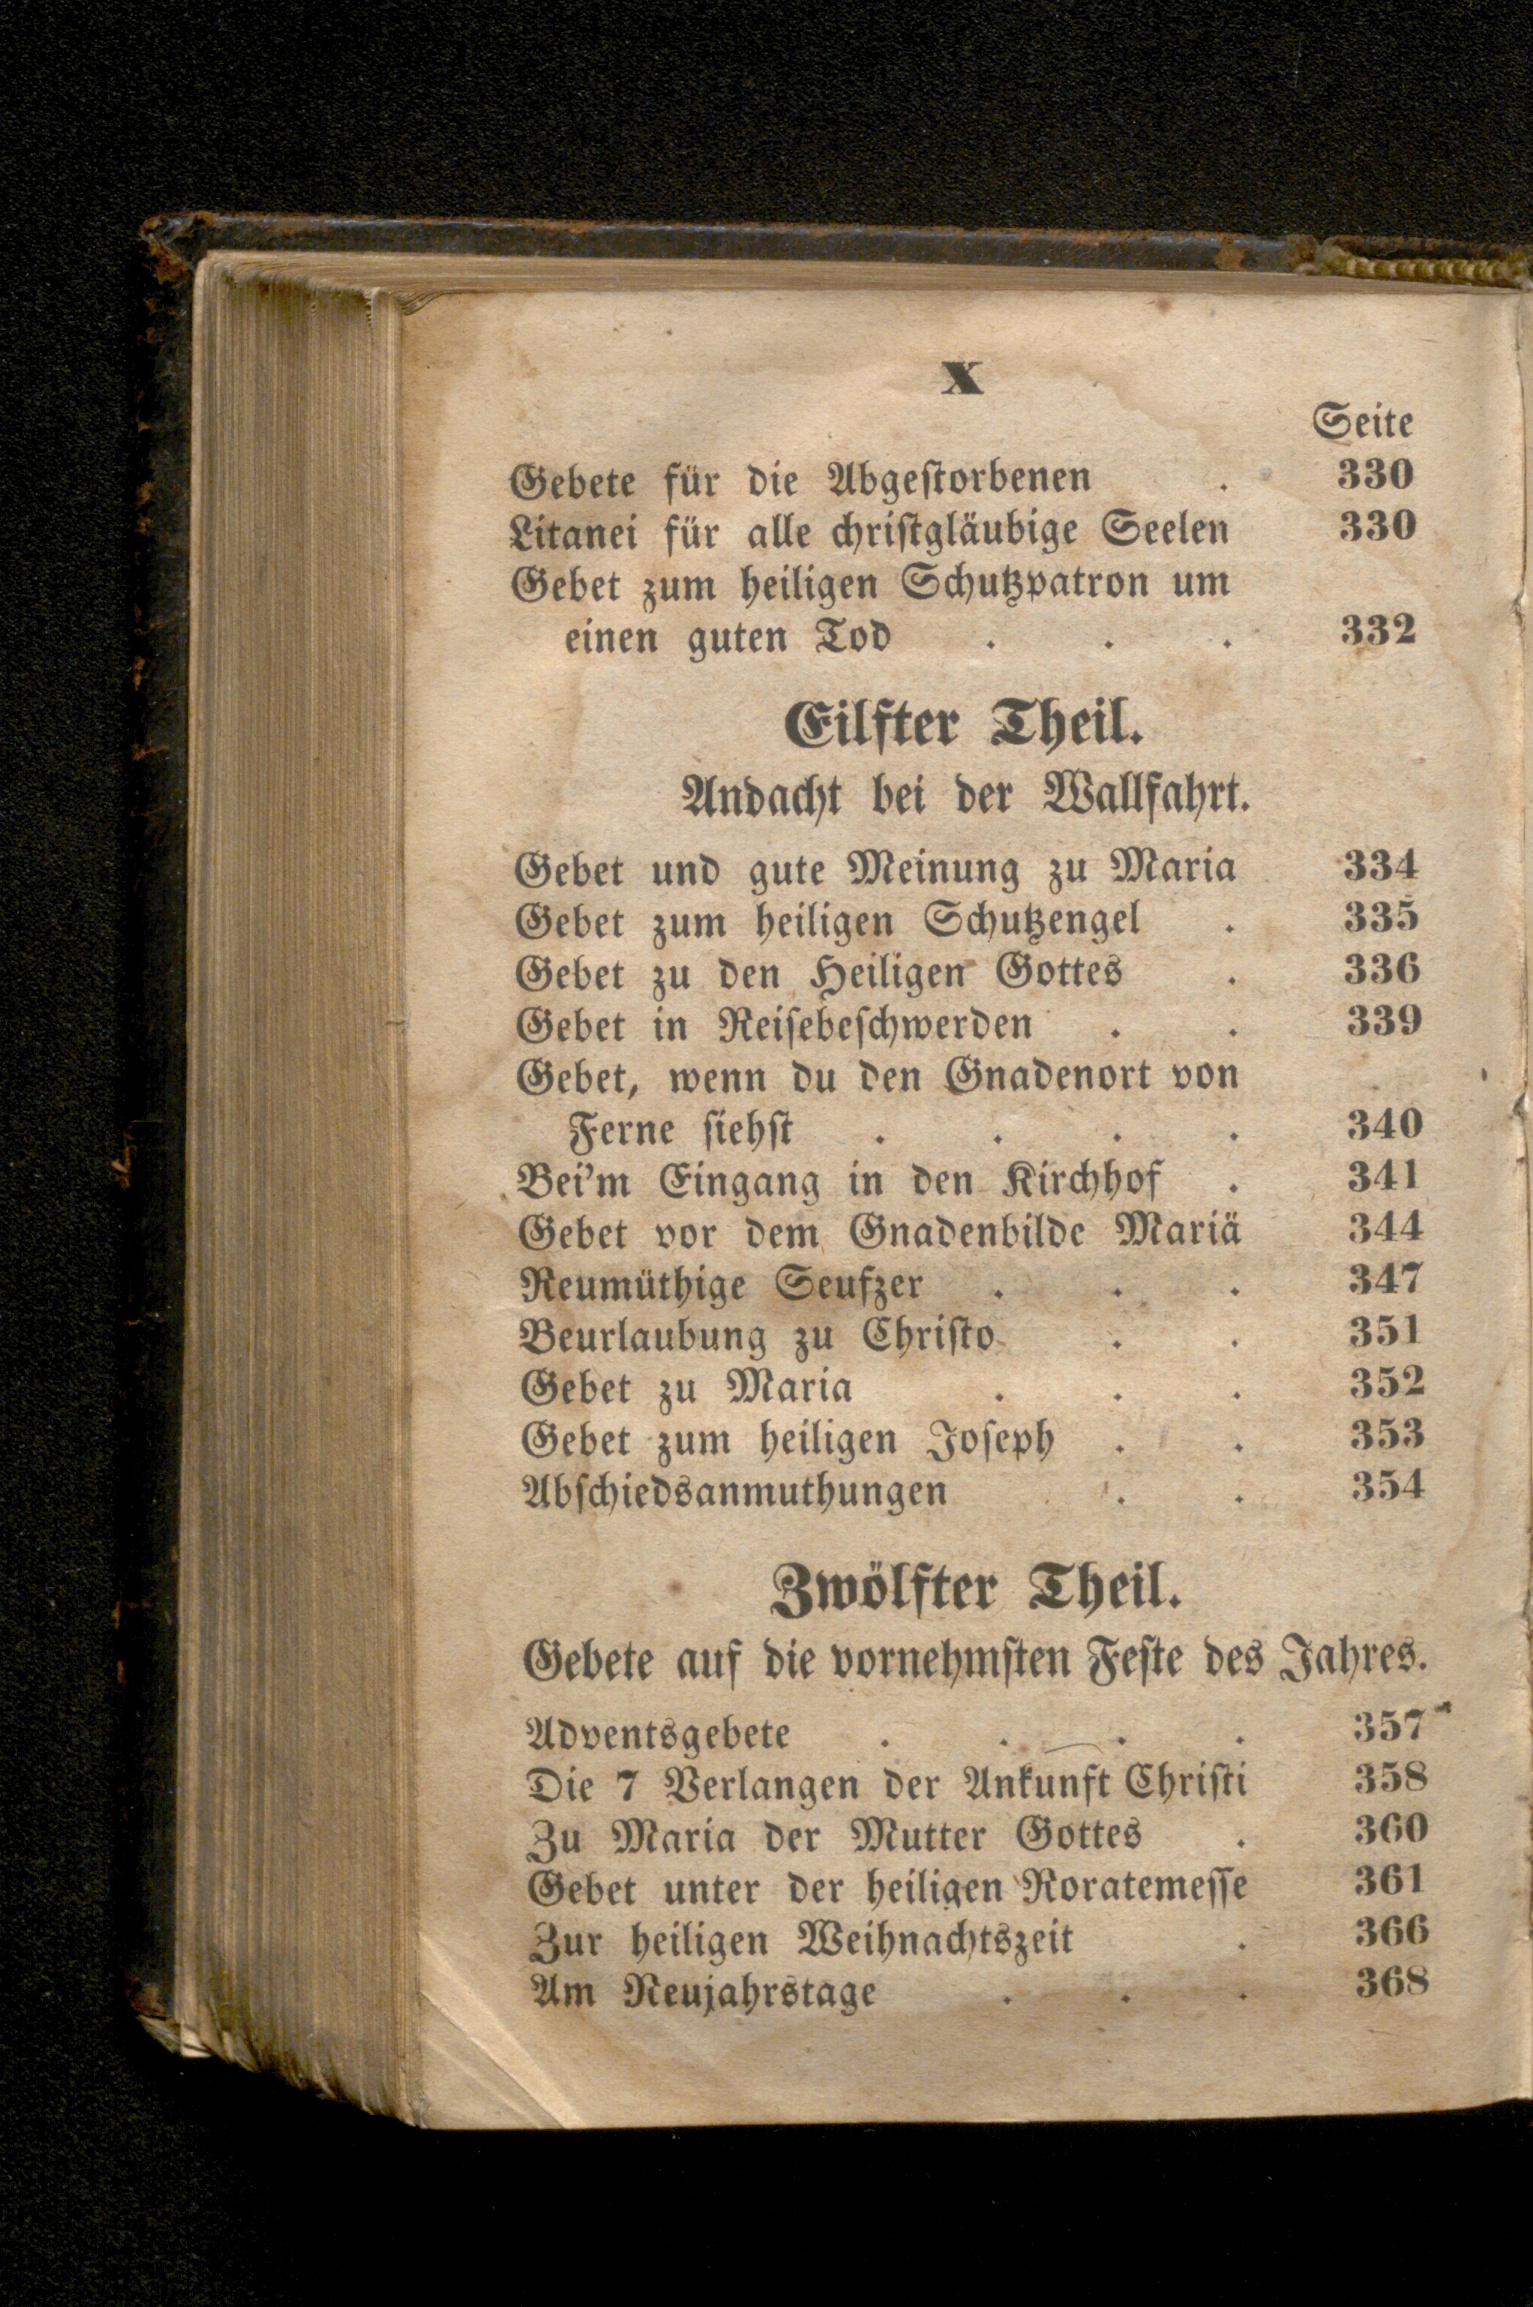 X
Seite
Gebete für die Abgeſtorbenen . 330
Litanei für alle chriſtgläubige Seelen 330
Gebet zum heiligen Schutzpatron um
einen guten Tod . . . 332
Eilfter Theil.
Andacht bei der Wallfahrt.
Gebet und gute Meinung zu Maria 334
Gebet zum heiligen Schutzengel . 335
Gebet zu den Heiligen Gottes . 336
Gebet in Reiſebeſchwerden . . 339
Gebet, wenn du den Gnadenort von
Ferne ſiehſt . . . . 340
Bei'm Eingang in den Kirchhof . 341
Gebet vor dem Gnadenbilde Mariä 344
Reumüthige Seufzer . . . 347
Beurlaubung zu Chriſto . . 351
Gebet zu Maria . . . 352
Gebet zum heiligen Joſeph . . 353
Abſchiedsanmuthungen . . 354
Zwölfter Theil.
Gebete auf die vornehmſten Feſte des Jahres.
Adventsgebete . . . . 357
Die 7 Verlangen der Ankunft Chriſti 358
Zu Maria der Mutter Gottes . 360
Gebet unter der heiligen Roratemeſſe 361
Zur heiligen Weihnachtszeit . 366
Am Neujahrstage . . . 368